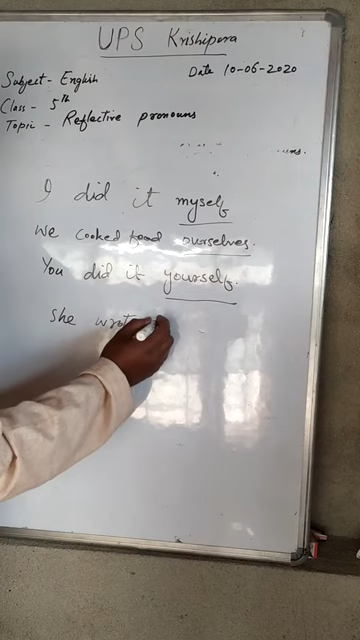 UPS Krishipora
Date 10-06-2020
Subject- English
Class - 5th
Topic - Reflective pronouns
I did it myself
We cooked food ourselves.
You did it yourself.
She wrot